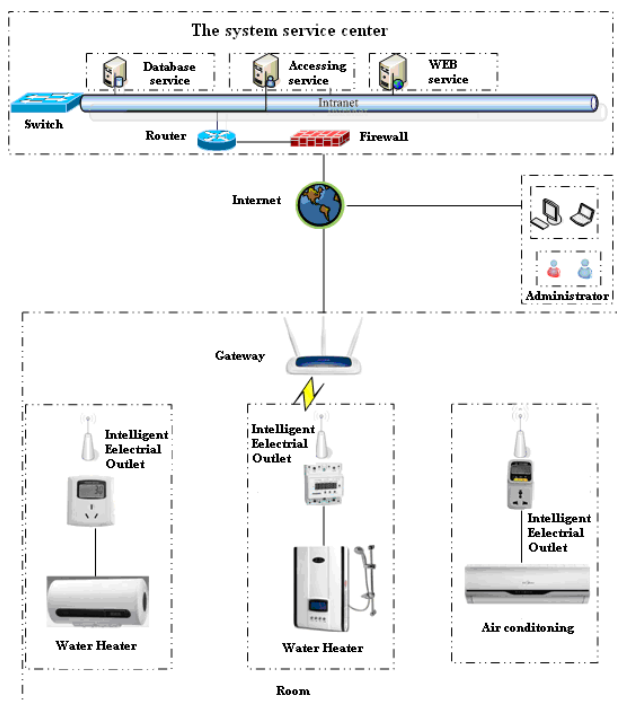 The system service center
Database
service
Accessing
service
WEB
service
Intranet
Switch
Router
Firewall
Internet
Administrator
Gateway
Intelligent
Eelectrial
Outlet
Intelligent
Eelectrial
Outlet
Intelligent
Eelectrial
Outlet
Water Heater
Water Heater
Air conditoning
Room